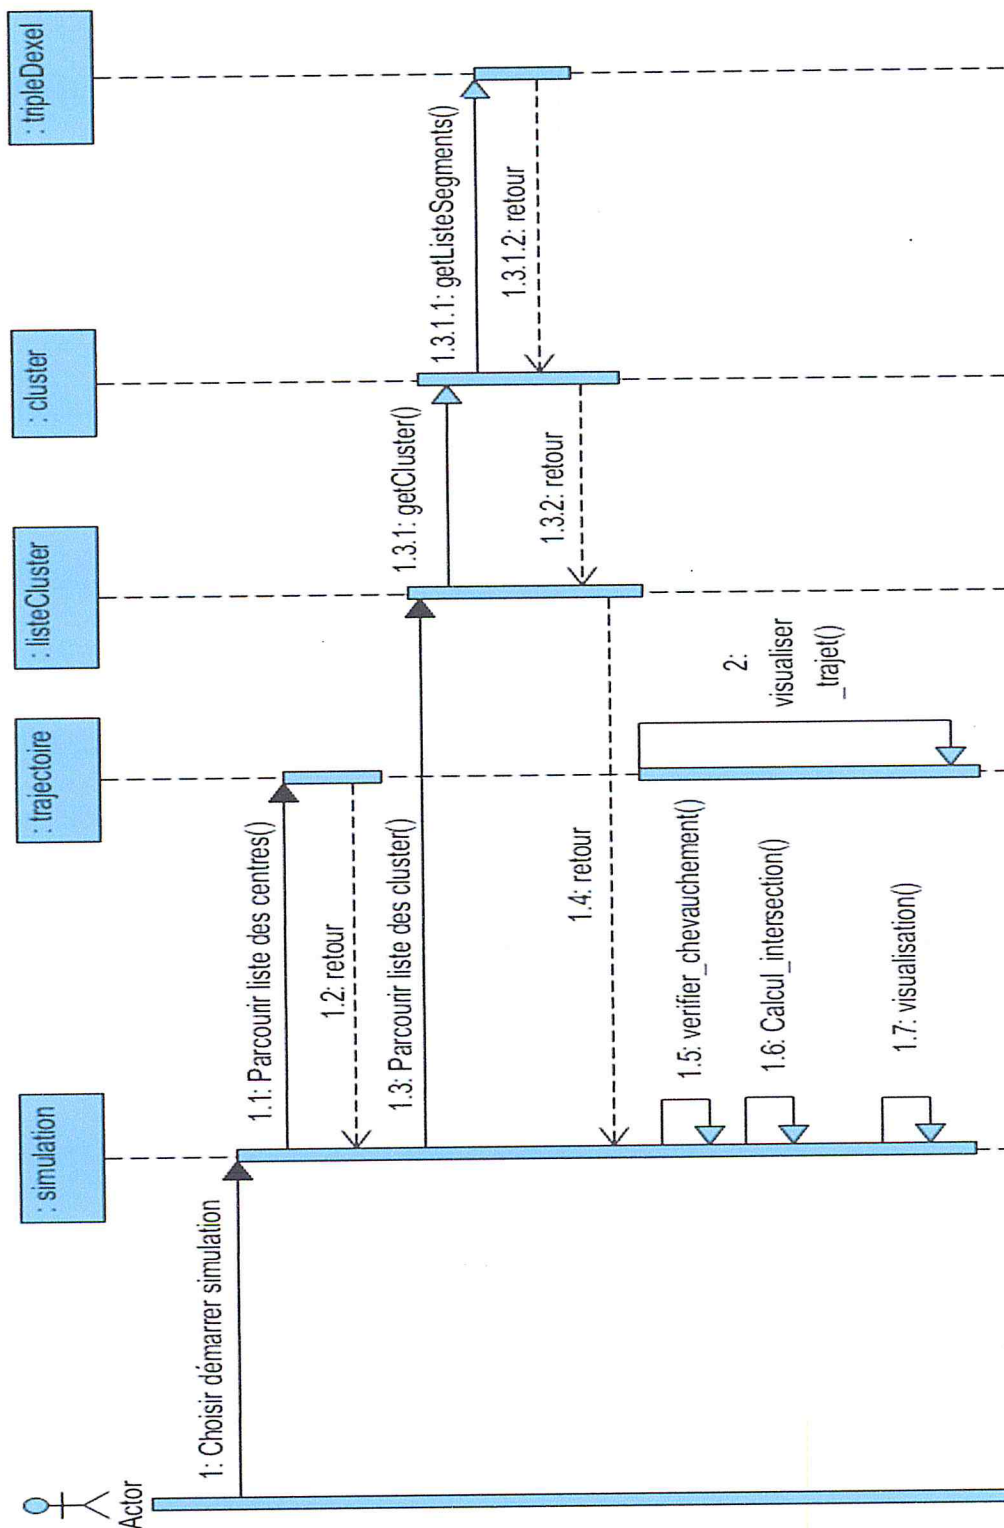 Actor
: simulation
: trajectoire
: listeCluster
: cluster
: tripleDexel
1: Choisir démarrer simulation
1.1: Parcourir liste des centres()
1.2: retour
1.3: Parcourir liste des cluster()
1.3.1: getCluster()
1.3.1.1: getListeSegments()
1.3.1.2: retour
1.3.2: retour
1.4: retour
1.5: verifier_chevauchement()
1.6: Calcul_intersection()
1.7: visualisation()
2:
visualiser
_trajet()